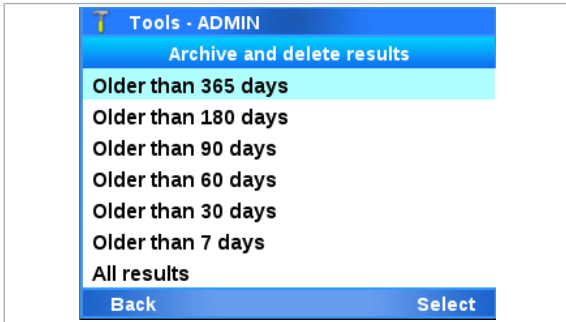 Tools - ADMIN
Archive and delete results
Older than 365 days
Older than 180 days
Older than 90 days
Older than 60 days
Older than 30 days
Older than 7 days
All results
Back Select